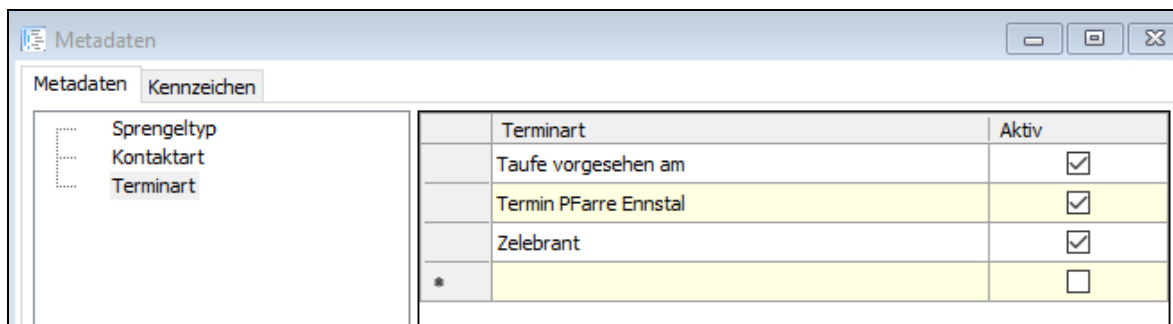 Metadaten
Metadaten Kennzeichen
Sprengeltyp
Kontaktart
Terminart
Terminart Aktiv
Taufe vorgesehen am
Termin PFarre Ennstal
Zelebrant